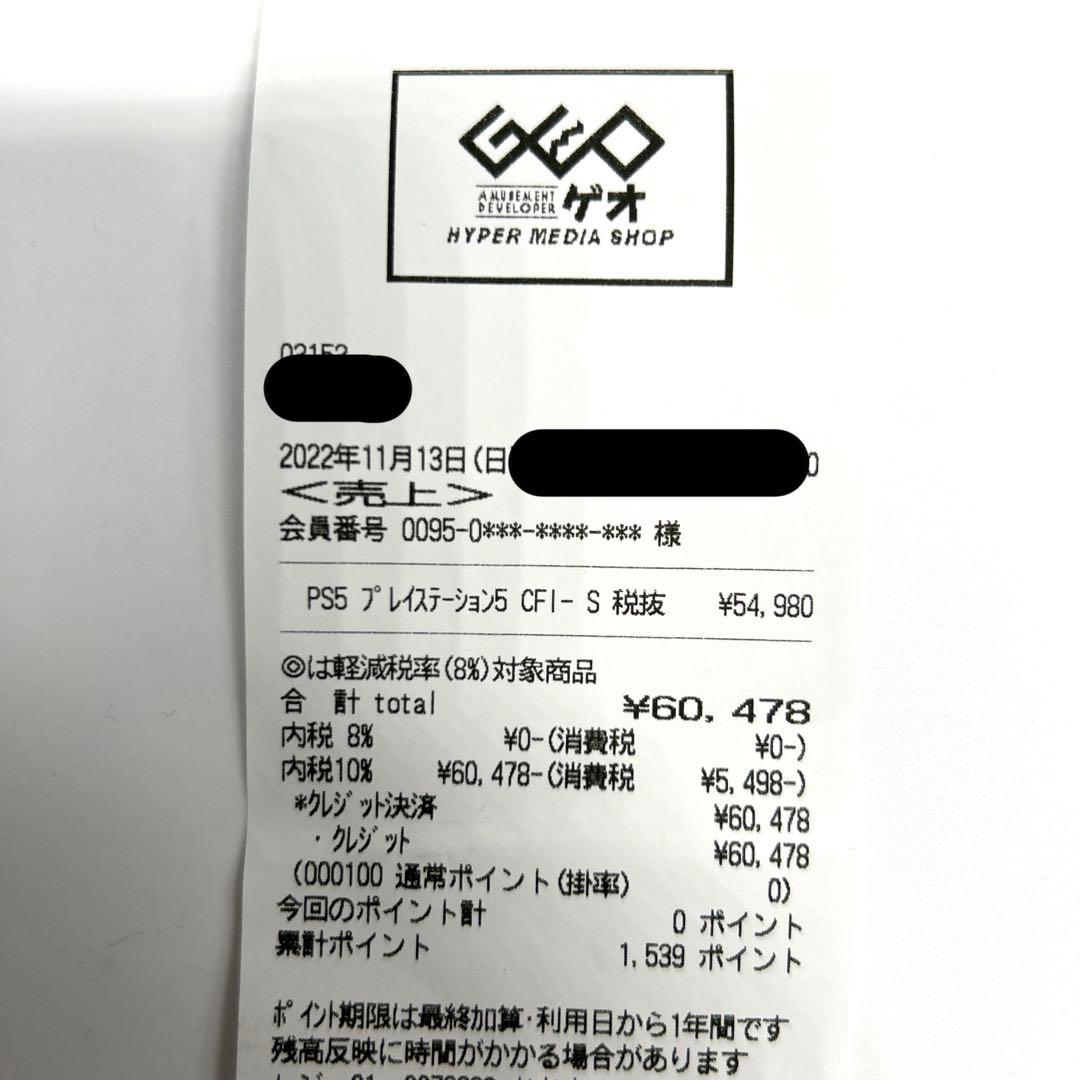 GEO
AMUSEMENT DEVELOPER ゲオ
HYPER MEDIA SHOP
2022年11月13日(日
<売上>
会員番号 0095-0***-****-*** 様
PS5 プレイステーション5 CFI- S 税抜 ¥54,980
◎は軽減税率(8%)対象商品
合 計 total ¥60,478
内税 8% ¥0-(消費税 ¥0-)
内税10% ¥60,478-(消費税 ¥5,498-)
*クレジット決済 ¥60,478
・クレジット ¥60,478
(000100 通常ポイント(掛率) 0)
今回のポイント計 0 ポイント
累計ポイント 1,539 ポイント
ポイント期限は最終加算・利用日から1年間です
残高反映に時間がかかる場合があります